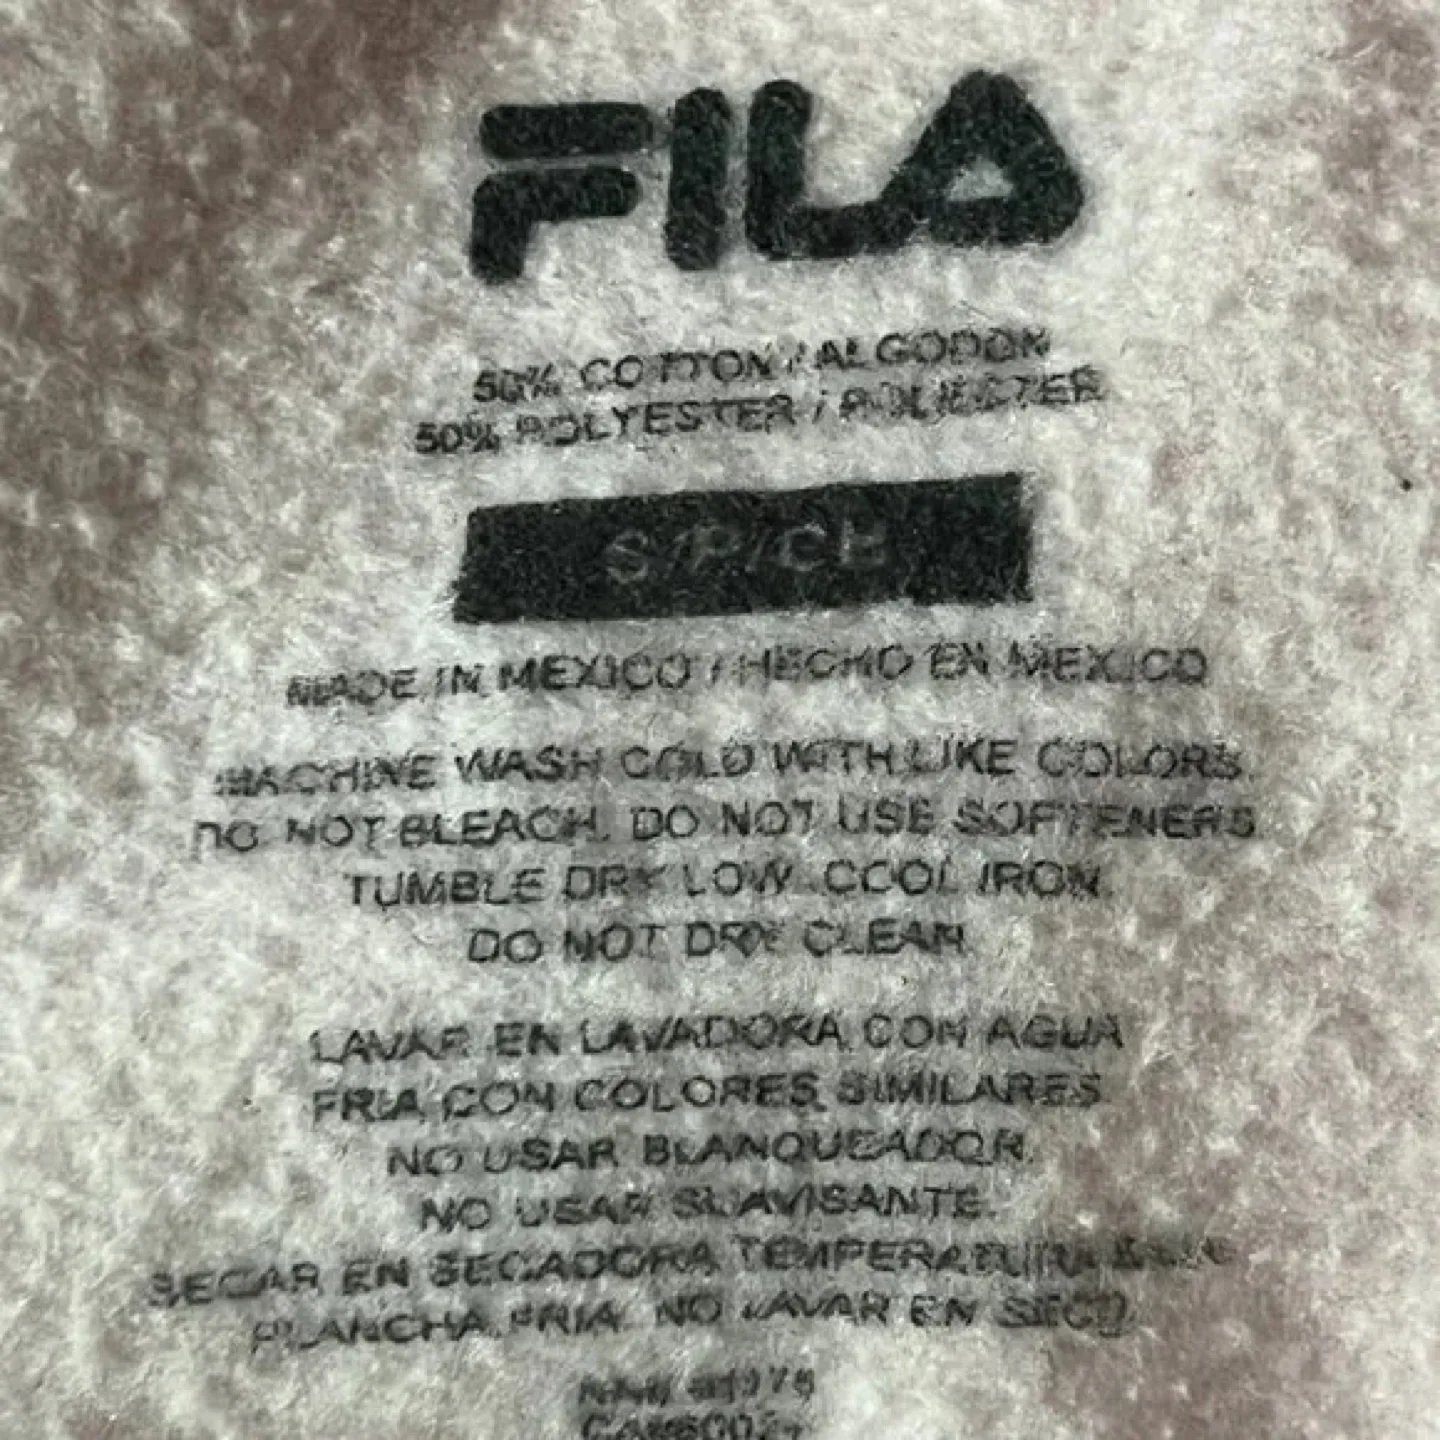 FILA
50% COTTON / ALGODON
50% POLYESTER / POLIESTER
S/P/CH
MADE IN MEXICO / HECHO EN MEXICO
MACHINE WASH COLD WITH LIKE COLORS.
DO NOT BLEACH. DO NOT USE SOFTENERS
TUMBLE DRY LOW. COOL IRON.
DO NOT DRY CLEAN.
LAVAR EN LAVADORA CON AGUA
FRIA CON COLORES SIMILARES.
NO USAR BLANQUEADOR.
NO USAR SUAVISANTE.
SECAR EN SECADORA TEMPERATURA
PLANCHA FRIA. NO LAVAR EN SECO.